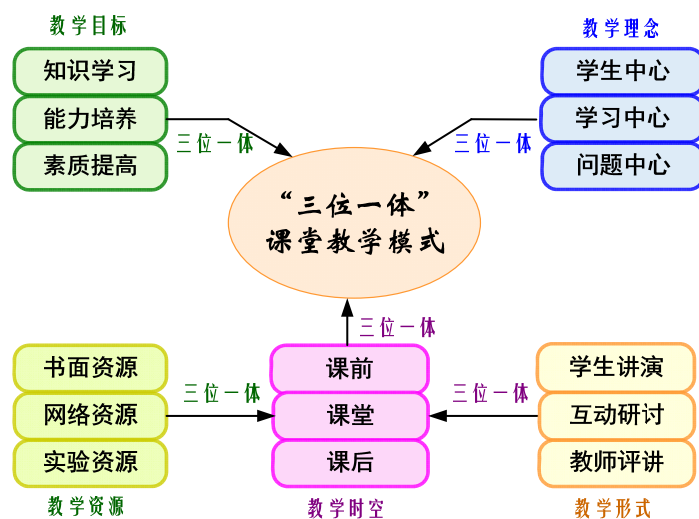 教学目标
知识学习
能力培养
素质提高
三位一体
教学理念
学生中心
学习中心
问题中心
三位一体
“三位一体”
课堂教学模式
三位一体
书面资源
网络资源
实验资源
教学资源
三位一体
课前
课堂
课后
教学时空
三位一体
学生讲演
互动研讨
教师评讲
教学形式